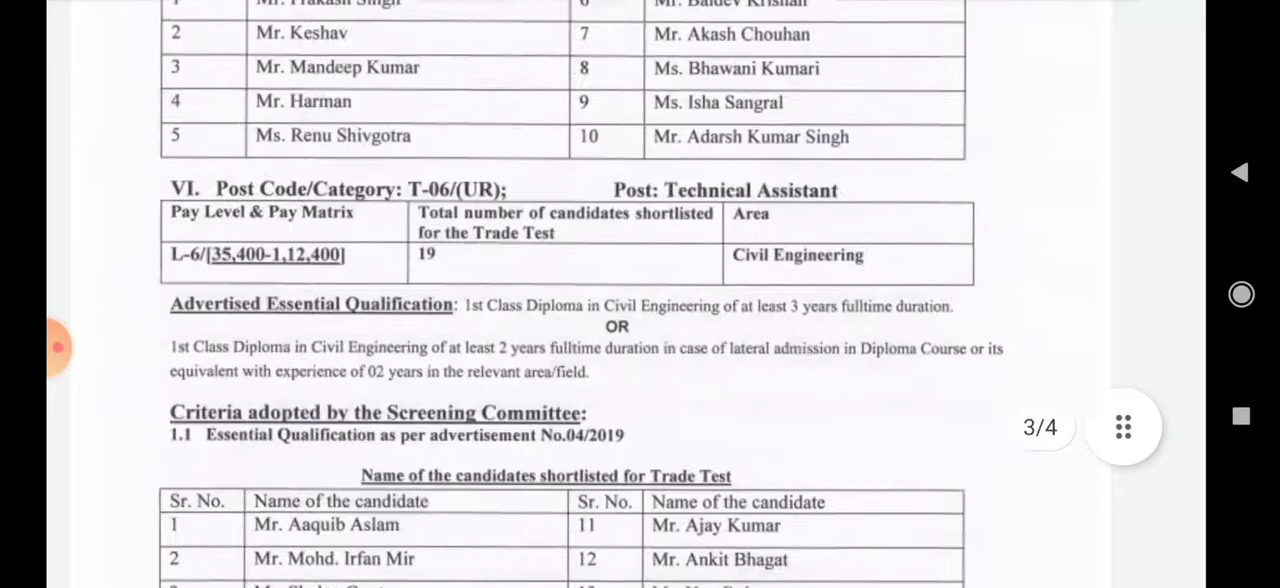 2 Mr. Keshav 7 Mr. Akash Chouhan
3 Mr. Mandeep Kumar 8 Ms. Bhawani Kumari
4 Mr. Harman 9 Ms. Isha Sangral
5 Ms. Renu Shivgotra 10 Mr. Adarsh Kumar Singh
VI. Post Code/Category: T-06/(UR); Post: Technical Assistant
Pay Level & Pay Matrix Total number of candidates shortlisted for the Trade Test Area
L-6/[35,400-1,12,400] 19 Civil Engineering
Advertised Essential Qualification: 1st Class Diploma in Civil Engineering of at least 3 years fulltime duration.
OR
1st Class Diploma in Civil Engineering of at least 2 years fulltime duration in case of lateral admission in Diploma Course or its
equivalent with experience of 02 years in the relevant area/field.
Criteria adopted by the Screening Committee:
1.1 Essential Qualification as per advertisement No.04/2019
3/4
Name of the candidates shortlisted for Trade Test
Sr. No. Name of the candidate Sr. No. Name of the candidate
1 Mr. Aaquib Aslam 11 Mr. Ajay Kumar
2 Mr. Mohd. Irfan Mir 12 Mr. Ankit Bhagat